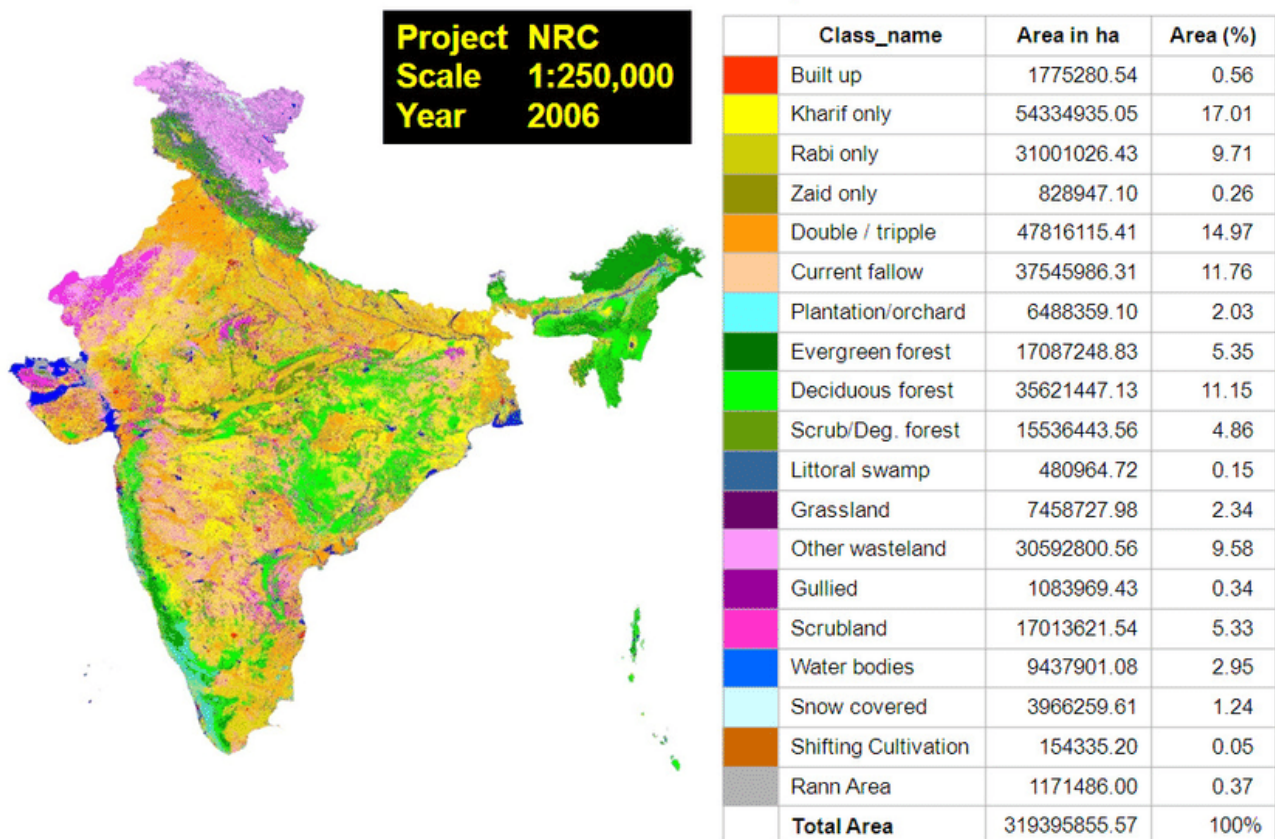 Project NRC
Scale 1:250,000
Year 2006
Class_name Area in ha Area (%)
Built up 1775280.54 0.56
Kharif only 54334935.05 17.01
Rabi only 31001026.43 9.71
Zaid only 828947.10 0.26
Double / tripple 47816115.41 14.97
Current fallow 37545986.31 11.76
Plantation/orchard 6488359.10 2.03
Evergreen forest 17087248.83 5.35
Deciduous forest 35621447.13 11.15
Scrub/Deg. forest 15536443.56 4.86
Littoral swamp 480964.72 0.15
Grassland 7458727.98 2.34
Other wasteland 30592800.56 9.58
Gullied 1083969.43 0.34
Scrubland 17013621.54 5.33
Water bodies 9437901.08 2.95
Snow covered 3966259.61 1.24
Shifting Cultivation 154335.20 0.05
Rann Area 1171486.00 0.37
Total Area 319395855.57 100%